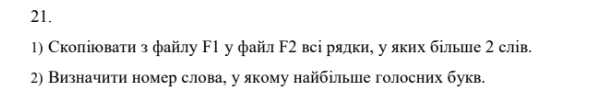 21.
1) Скопіювати з файлу F1 у файл F2 всі рядки, у яких більше 2 слів.
2) Визначити номер слова, у якому найбільше голосних букв.